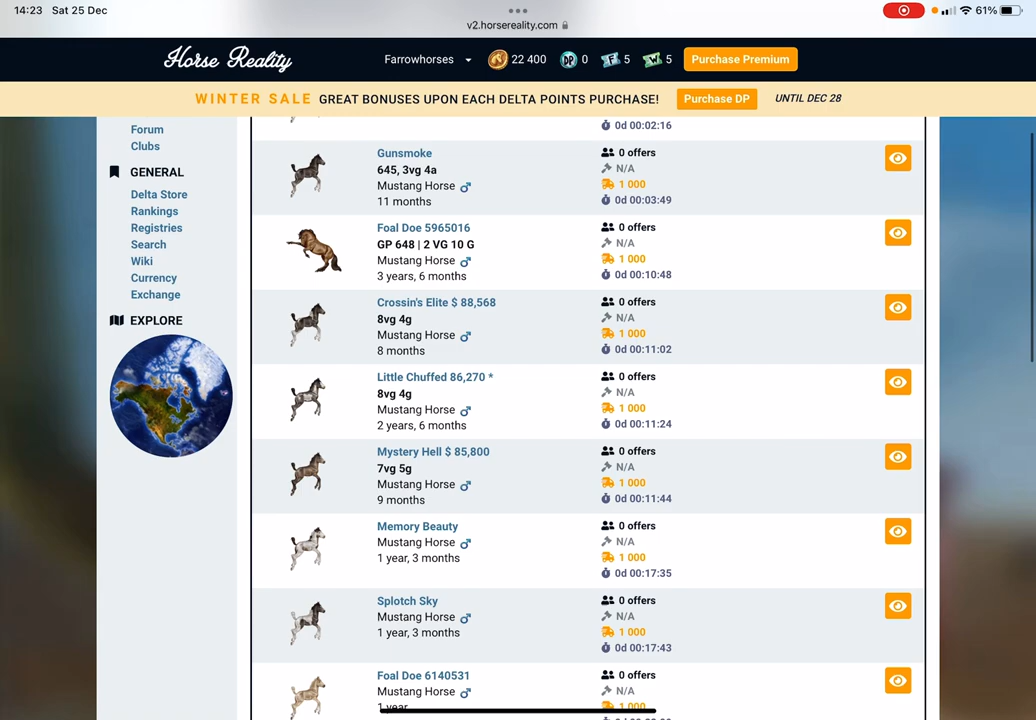 14:23 Sat 25 Dec
61%
v2.horsereality.com
Horse Reality
Farrowhorses
22 400
DP 0
F 5
W 5
Purchase Premium
WINTER SALE GREAT BONUSES UPON EACH DELTA POINTS PURCHASE! Purchase DP UNTIL DEC 28
Forum
Clubs
GENERAL
Delta Store
Rankings
Registries
Search
Wiki
Currency
Exchange
EXPLORE
0d 00:02:16
Gunsmoke
645, 3vg 4a
Mustang Horse
11 months
0 offers
N/A
1 000
0d 00:03:49
Foal Doe 5965016
GP 648 | 2 VG 10 G
Mustang Horse
3 years, 6 months
0 offers
N/A
1 000
0d 00:10:48
Crossin's Elite $ 88,568
8vg 4g
Mustang Horse
8 months
0 offers
N/A
1 000
0d 00:11:02
Little Chuffed 86,270 *
8vg 4g
Mustang Horse
2 years, 6 months
0 offers
N/A
1 000
0d 00:11:24
Mystery Hell $ 85,800
7vg 5g
Mustang Horse
9 months
0 offers
N/A
1 000
0d 00:11:44
Memory Beauty
Mustang Horse
1 year, 3 months
0 offers
N/A
1 000
0d 00:17:35
Splotch Sky
Mustang Horse
1 year, 3 months
0 offers
N/A
1 000
0d 00:17:43
Foal Doe 6140531
Mustang Horse
1 year
0 offers
N/A
1 000